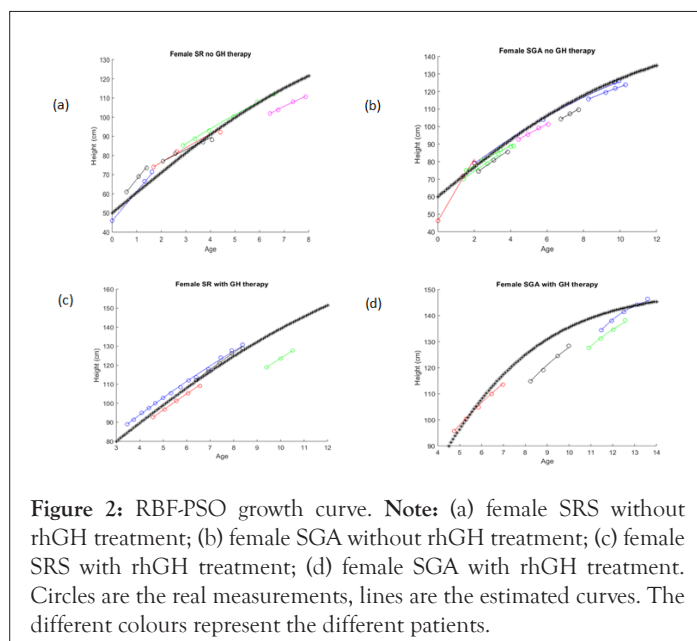 Female SR no GH therapy
(a)
Height (cm)
130
120
110
100
90
80
70
60
50
40
0 1 2 3 4 5 6 7 8
Age
Female SGA no GH therapy
(b)
Height (cm)
140
130
120
110
100
90
80
70
60
50
40
0 2 4 6 8 10 12
Age
Female SR with GH therapy
(c)
Height (cm)
160
150
140
130
120
110
100
90
80
3 4 5 6 7 8 9 10 11 12
Age
Female SGA with GH therapy
(d)
Height (cm)
150
140
130
120
110
100
90
4 5 6 7 8 9 10 11 12 13 14
Age
Figure 2: RBF-PSO growth curve. Note: (a) female SRS without
rhGH treatment; (b) female SGA without rhGH treatment; (c) female
SRS with rhGH treatment; (d) female SGA with rhGH treatment.
Circles are the real measurements, lines are the estimated curves. The
different colours represent the different patients.